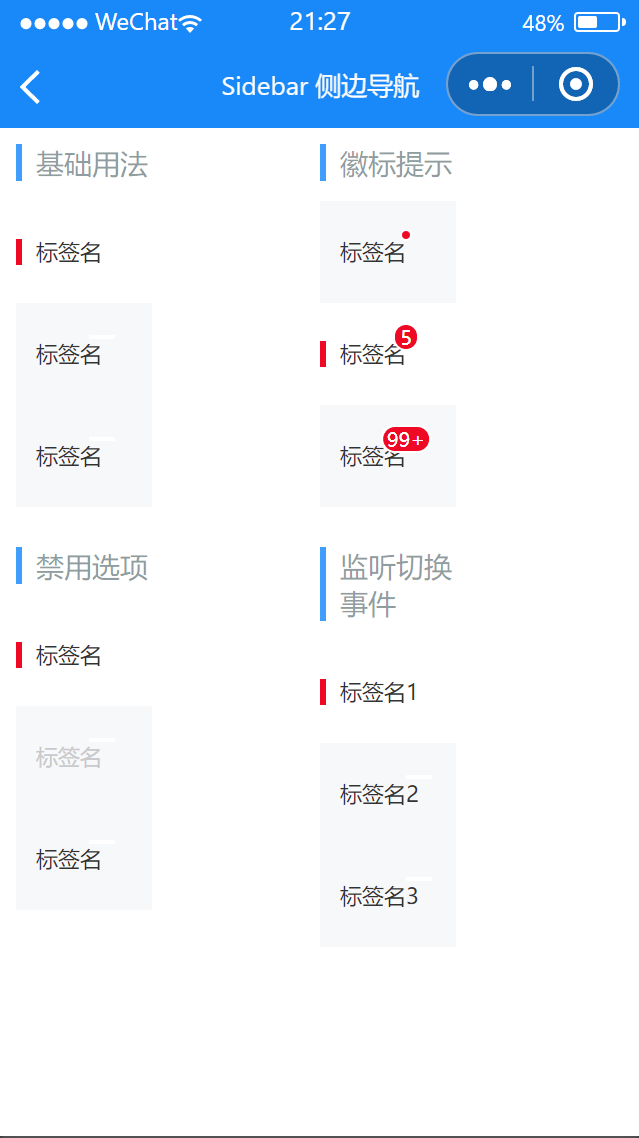 WeChat 21:27 48%
Sidebar 侧边导航
基础用法
标签名
标签名
标签名
徽标提示
标签名
标签名 5
标签名 99+
禁用选项
标签名
标签名
标签名
监听切换
事件
标签名1
标签名2
标签名3